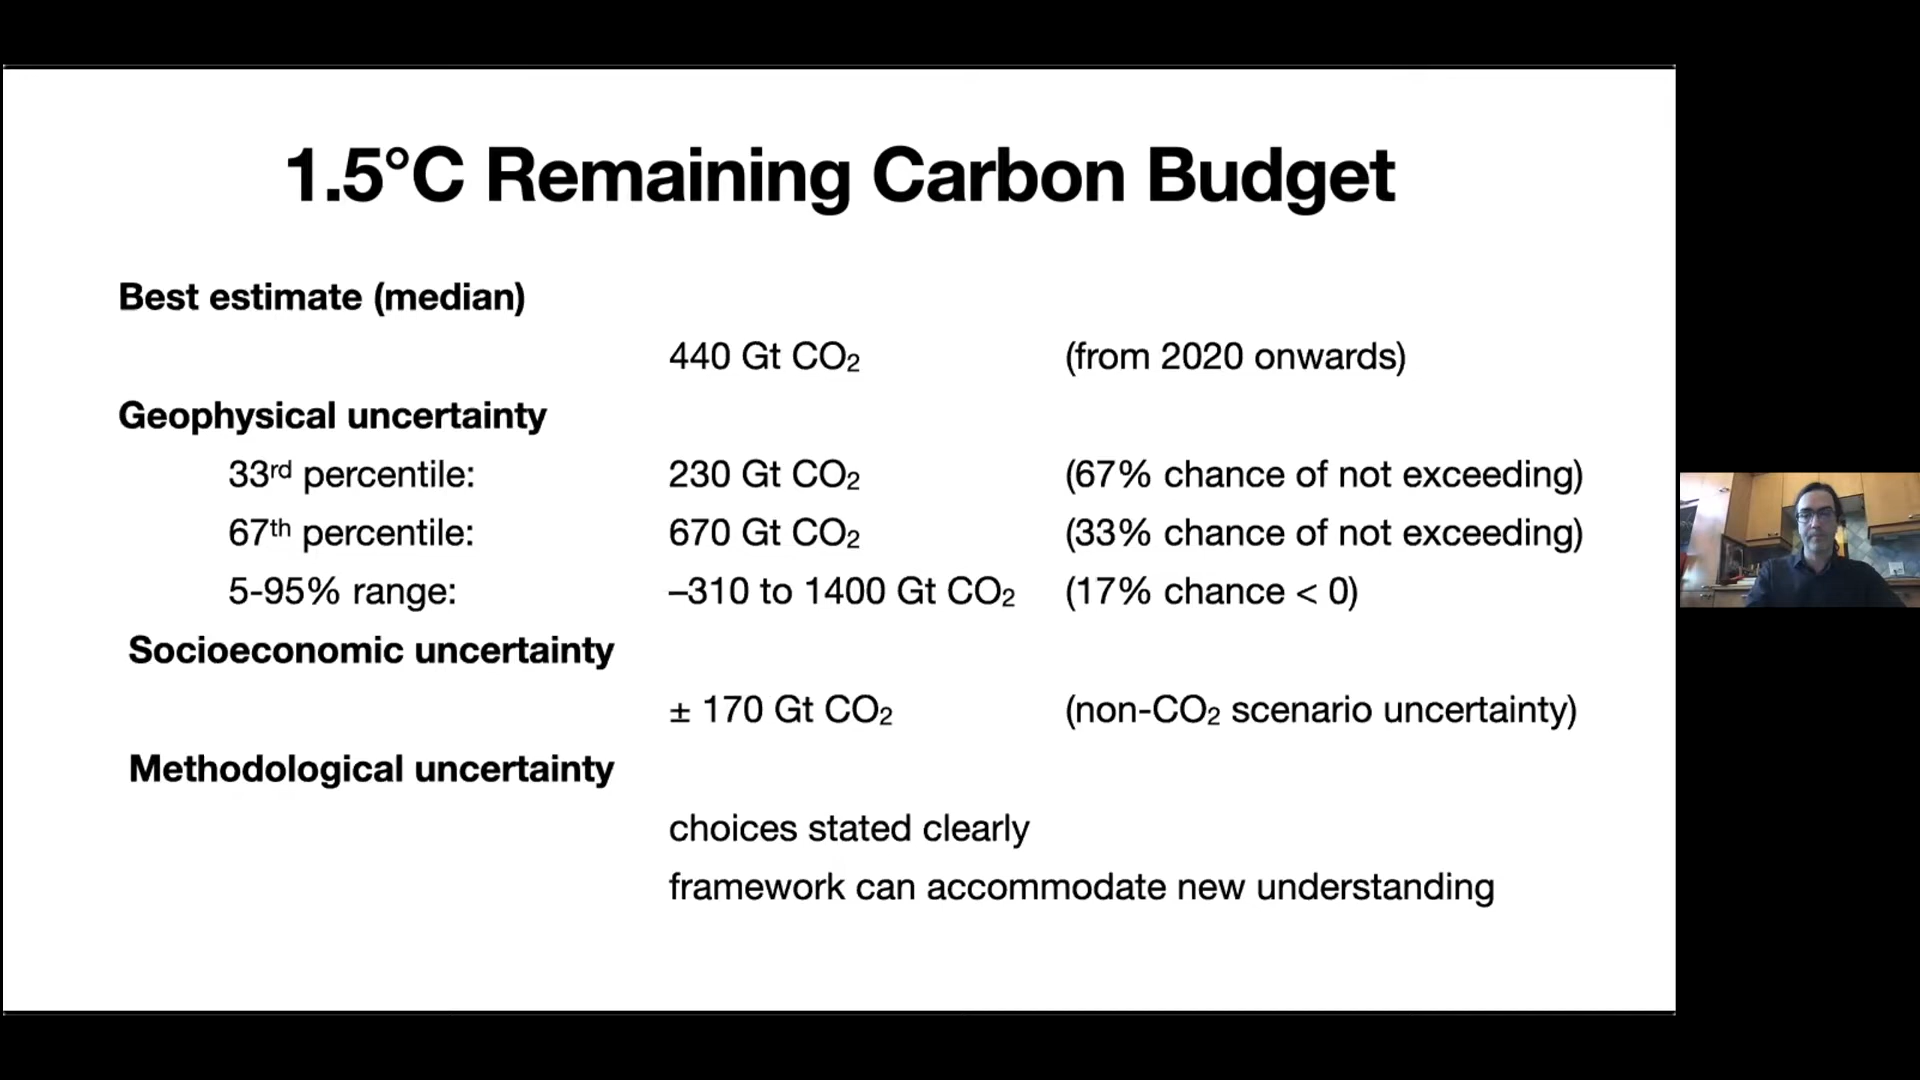 1.5°C Remaining Carbon Budget
Best estimate (median)
440 Gt CO₂ (from 2020 onwards)
Geophysical uncertainty
33rd percentile: 230 Gt CO₂ (67% chance of not exceeding)
67th percentile: 670 Gt CO₂ (33% chance of not exceeding)
5-95% range: –310 to 1400 Gt CO₂ (17% chance < 0)
Socioeconomic uncertainty
± 170 Gt CO₂ (non-CO₂ scenario uncertainty)
Methodological uncertainty
choices stated clearly
framework can accommodate new understanding